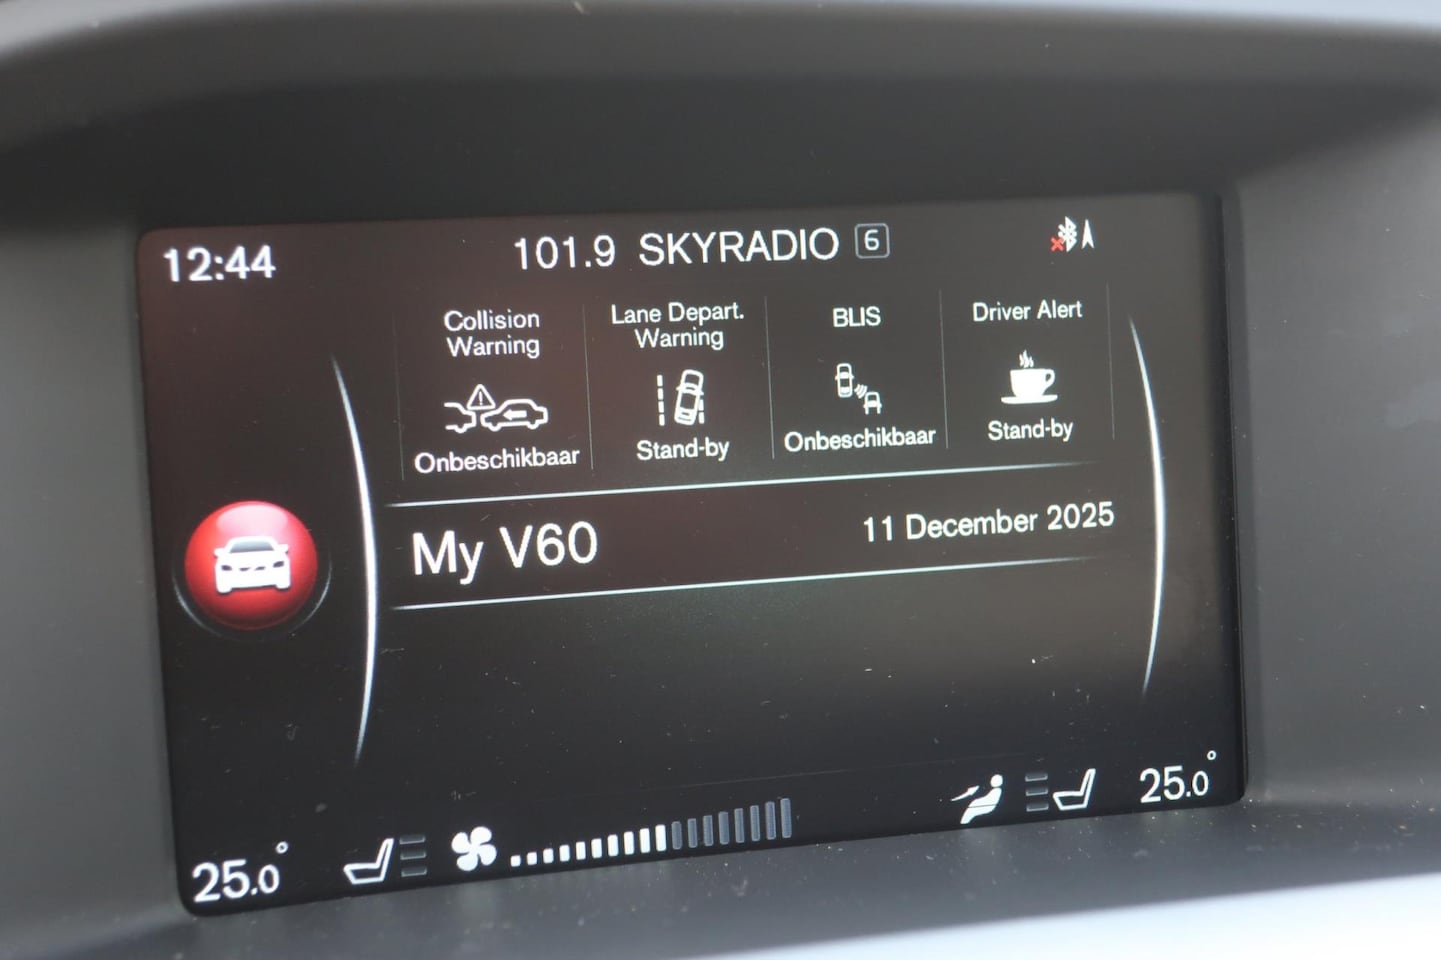 12:44
101.9 SKYRADIO 6
Collision
Warning
Onbeschikbaar
Lane Depart.
Warning
Stand-by
BLIS
Onbeschikbaar
Driver Alert
Stand-by
My V60
11 December 2025
25.0°
25.0°